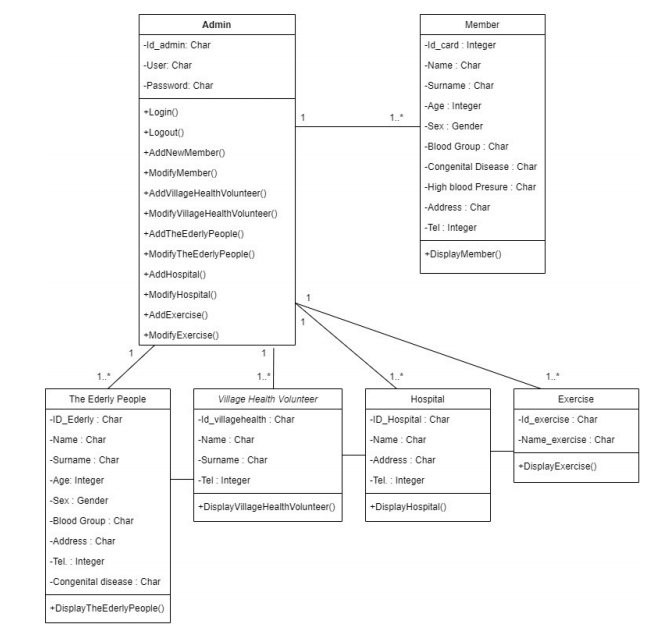 Admin
-Id_admin: Char
-User: Char
-Password: Char
+Login()
+Logout()
+AddNewMember()
+ModifyMember()
+AddVillageHealthVolunteer()
+ModifyVillageHealthVolunteer()
+AddTheEderlyPeople()
+ModifyTheEderlyPeople()
+AddHospital()
+ModifyHospital()
+AddExercise()
+ModifyExercise()
1
1..*
Member
-Id_card : Integer
-Name : Char
-Surname : Char
-Age : Integer
-Sex : Gender
-Blood Group : Char
-Congenital Disease : Char
-High blood Presure : Char
-Address : Char
-Tel : Integer
+DisplayMember()
1
1
1
1
1..*
1..*
1..*
1..*
The Ederly People
-ID_Ederly : Char
-Name : Char
-Surname : Char
-Age: Integer
-Sex : Gender
-Blood Group : Char
-Address : Char
-Tel. : Integer
-Congenital disease : Char
+DisplayTheEderlyPeople()
Village Health Volunteer
-Id_villagehealth : Char
-Name : Char
-Surname : Char
-Tel : Integer
+DisplayVillageHealthVolunteer()
Hospital
-ID_Hospital : Char
-Name : Char
-Address : Char
-Tel. : Integer
+DisplayHospital()
Exercise
-Id_exercise : Char
-Name_exercise : Char
+DisplayExercise()